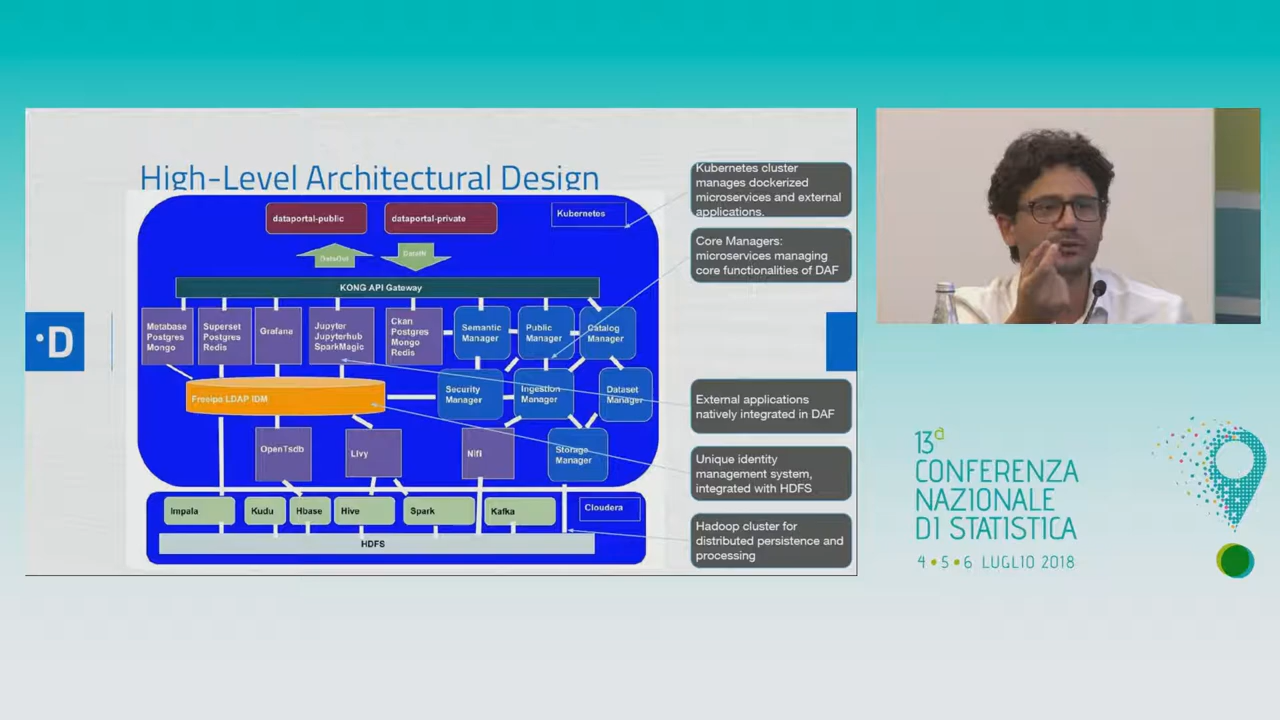 High-Level Architectural Design
dataportal-public
dataportal-private
Kubernetes
DataOut
DataIN
KONG API Gateway
Metabase
Postgres
Mongo
Superset
Postgres
Redis
Grafana
Jupyter
Jupyterhub
SparkMagic
Ckan
Postgres
Mongo
Redis
Semantic
Manager
Public
Manager
Catalog
Manager
Freeipa LDAP IDM
Security
Manager
Ingestion
Manager
Dataset
Manager
OpenTsdb
Livy
Nifi
Storage
Manager
Impala
Kudu
Hbase
Hive
Spark
Kafka
Cloudera
HDFS
Kubernetes cluster
manages dockerized
microservices and external
applications.
Core Managers:
microservices managing
core functionalities of DAF
External applications
natively integrated in DAF
Unique identity
management system,
integrated with HDFS
Hadoop cluster for
distributed persistence and
processing
D
13ª
CONFERENZA
NAZIONALE
DI STATISTICA
4•5•6 LUGLIO 2018